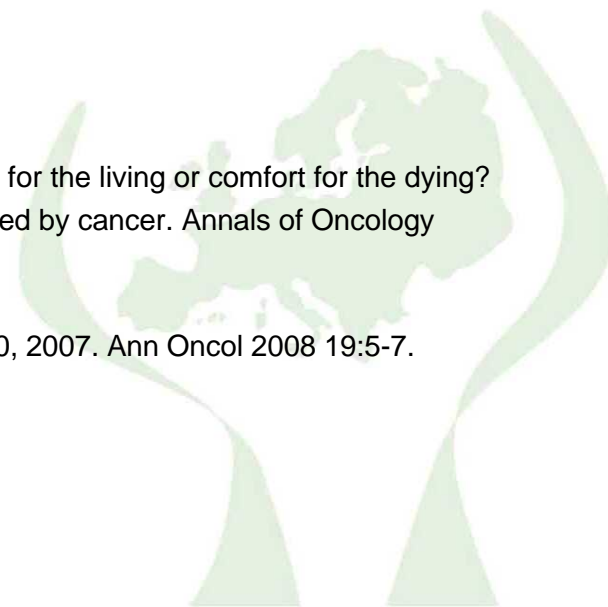 for the living or comfort for the dying?
ed by cancer. Annals of Oncology
0, 2007. Ann Oncol 2008 19:5-7.